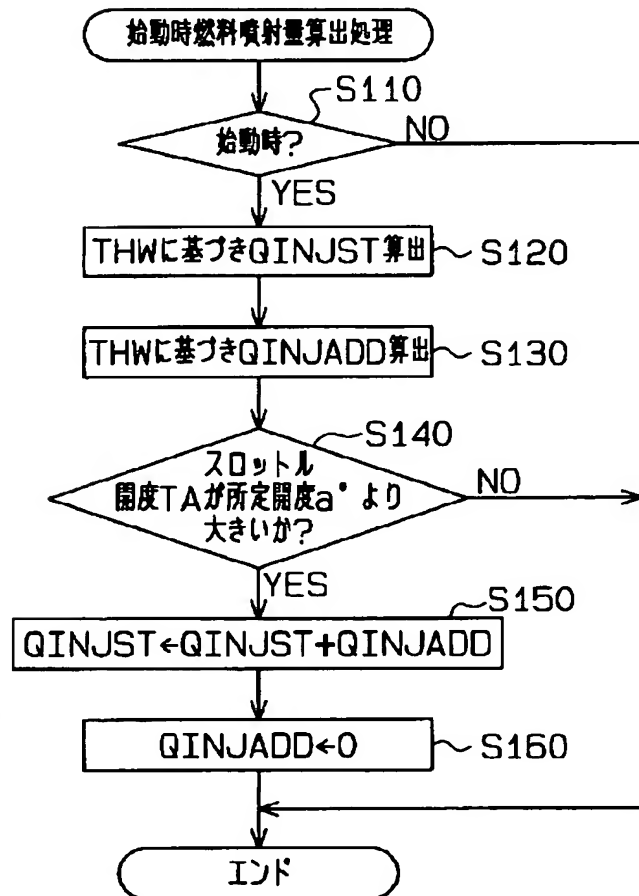 始動時燃料噴射量算出処理
S110
始動時?
NO
YES
THWに基づきQINJST算出
S120
THWに基づきQINJADD算出
S130
S140
スロットル
開度TAが所定開度a°より
大きいか?
NO
YES
S150
QINJST←QINJST+QINJADD
QINJADD←0
S160
エンド